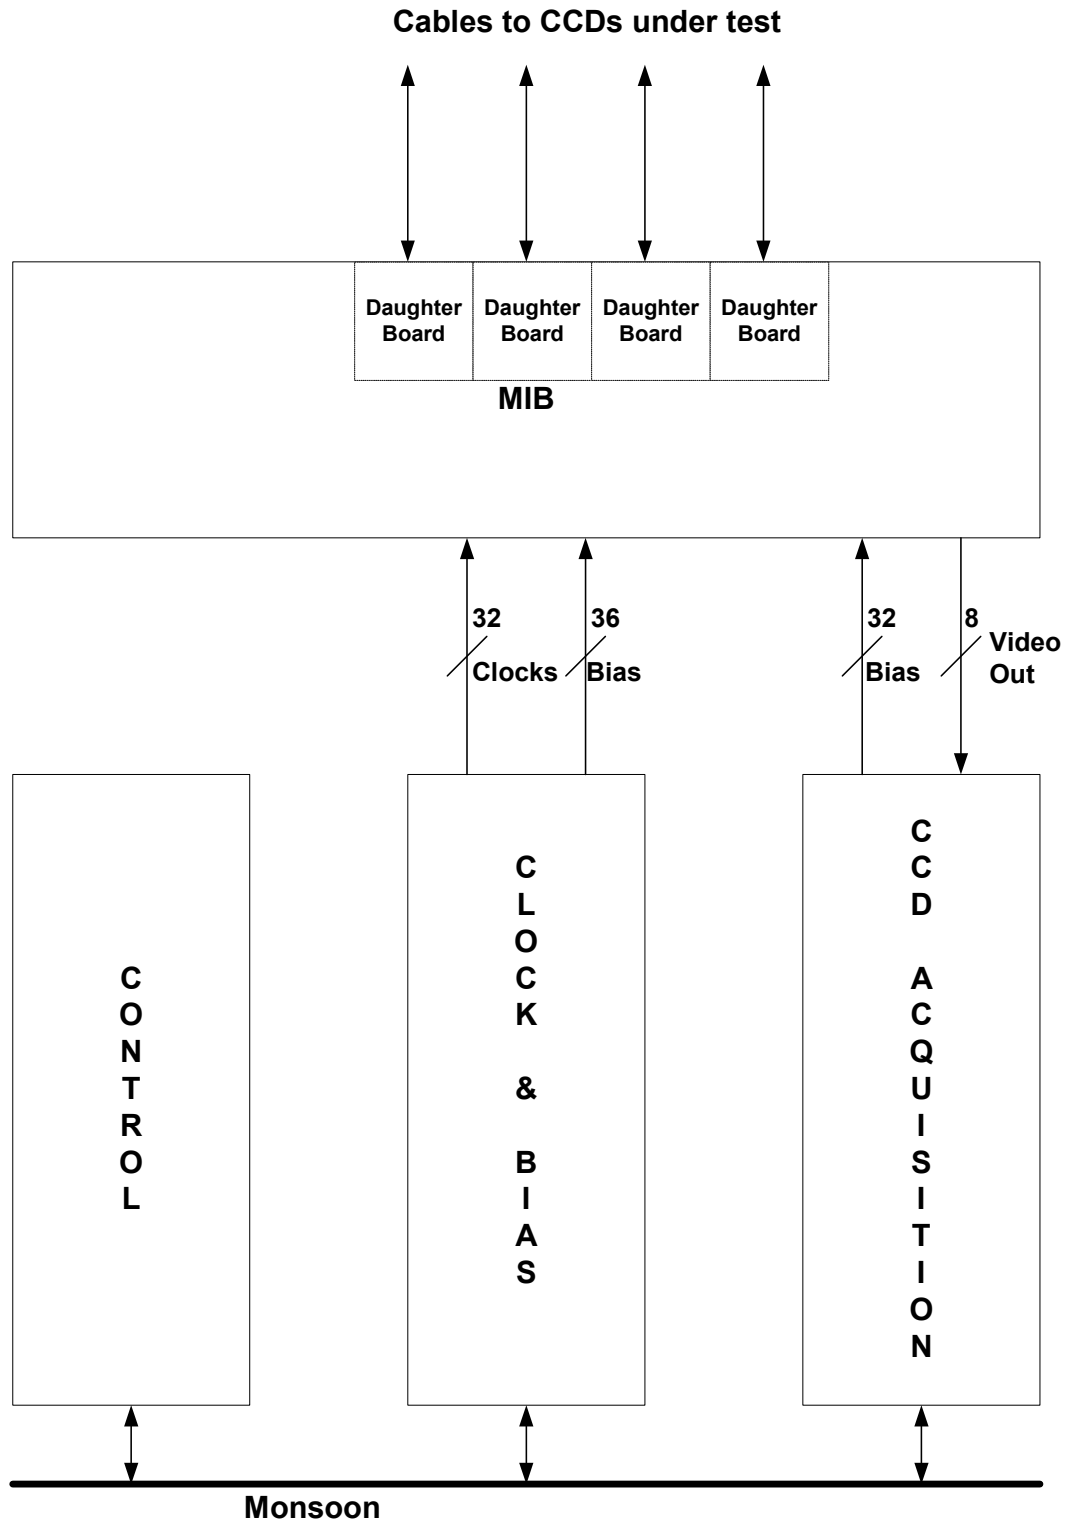 Cables to CCDs under test
Daughter Board
Daughter Board
Daughter Board
Daughter Board
MIB
32
Clocks
36
Bias
32
Bias
8
Video
Out
CONTROL
CLOCK & BIAS
CCD ACQUISITION
Monsoon